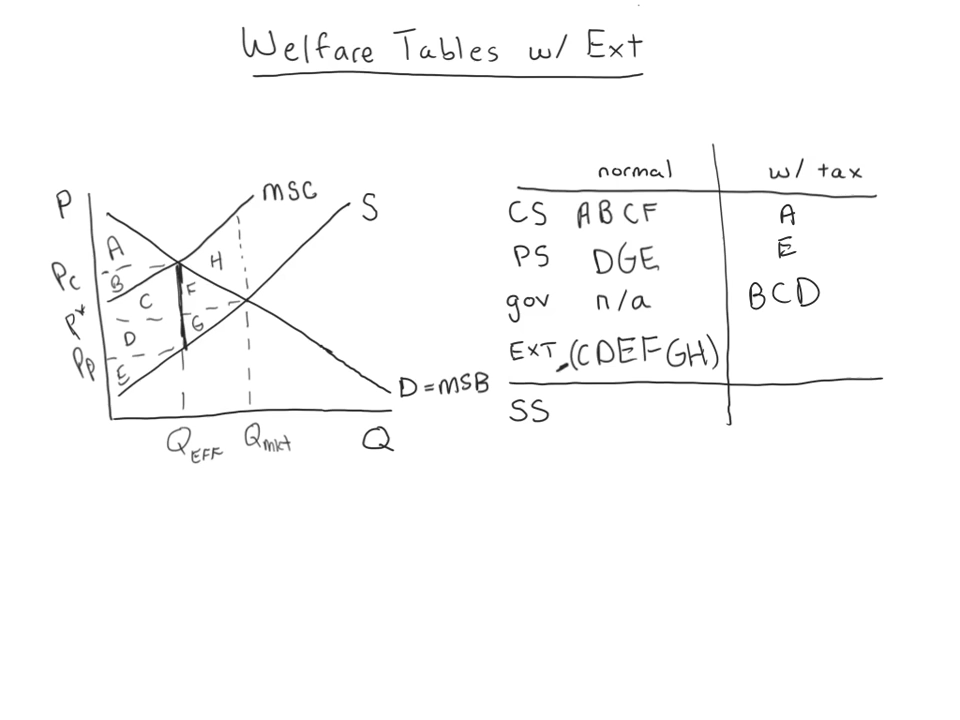 Welfare Tables w/ Ext
P
MSC
S
A
H
Pc
B
F
C
P*
G
D
Pp
E
D=MSB
QEFF
Qmkt
Q
normal w/ tax
CS ABCF A
PS DGE E
gov n/a BCD
EXT -(CDEFGH)
SS